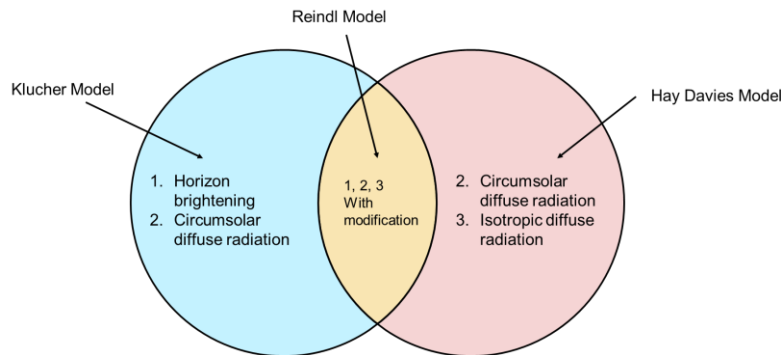 Reindl Model
Klucher Model
Hay Davies Model
1. Horizon
brightening
2. Circumsolar
diffuse radiation
1, 2, 3
With
modification
2. Circumsolar
diffuse radiation
3. Isotropic diffuse
radiation